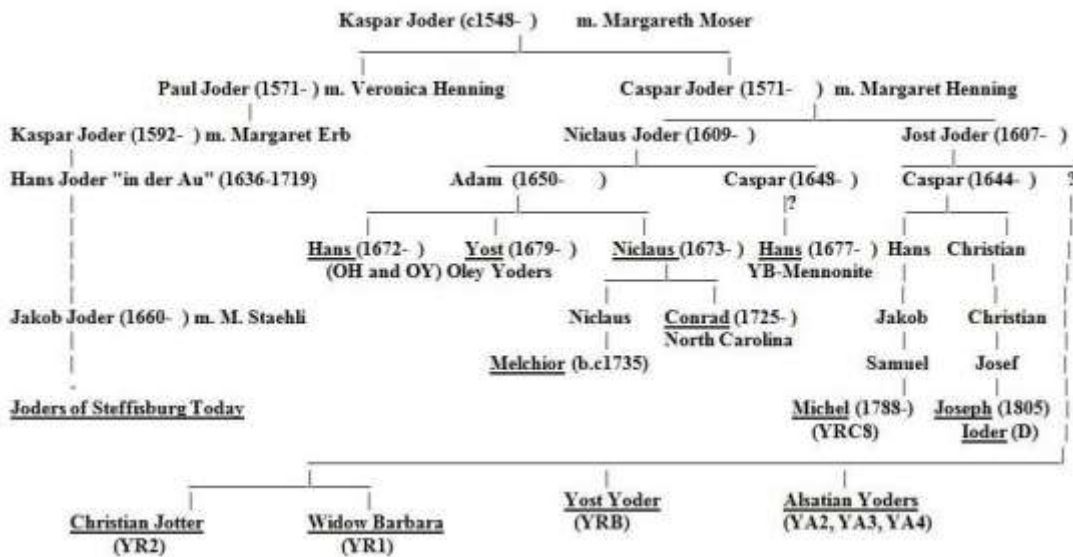 Kaspar Joder (c1548- ) m. Margareth Moser
Paul Joder (1571- ) m. Veronica Henning Caspar Joder (1571- ) m. Margaret Henning
Kaspar Joder (1592- ) m. Margaret Erb Niclaus Joder (1609- ) Jost Joder (1607- )
Hans Joder "in der Au" (1636-1719) Adam (1650- ) Caspar (1648- ) Caspar (1644- ) ?
?
Hans (1672- ) Yost (1679- ) Niclaus (1673- ) Hans (1677- ) Hans Christian
(OH and OY) Oley Yoders YB-Mennonite
Jakob Joder (1660- ) m. M. Staehli Niclaus Conrad (1725- ) Jakob Christian
North Carolina
Melchior (b.c1735) Samuel Josef
Joders of Steffisburg Today Michel (1788-) Joseph (1805)
(YRC8) Ioder (D)
Christian Jotter Widow Barbara Yost Yoder Alsatian Yoders
(YR2) (YR1) (YRB) (YA2, YA3, YA4)